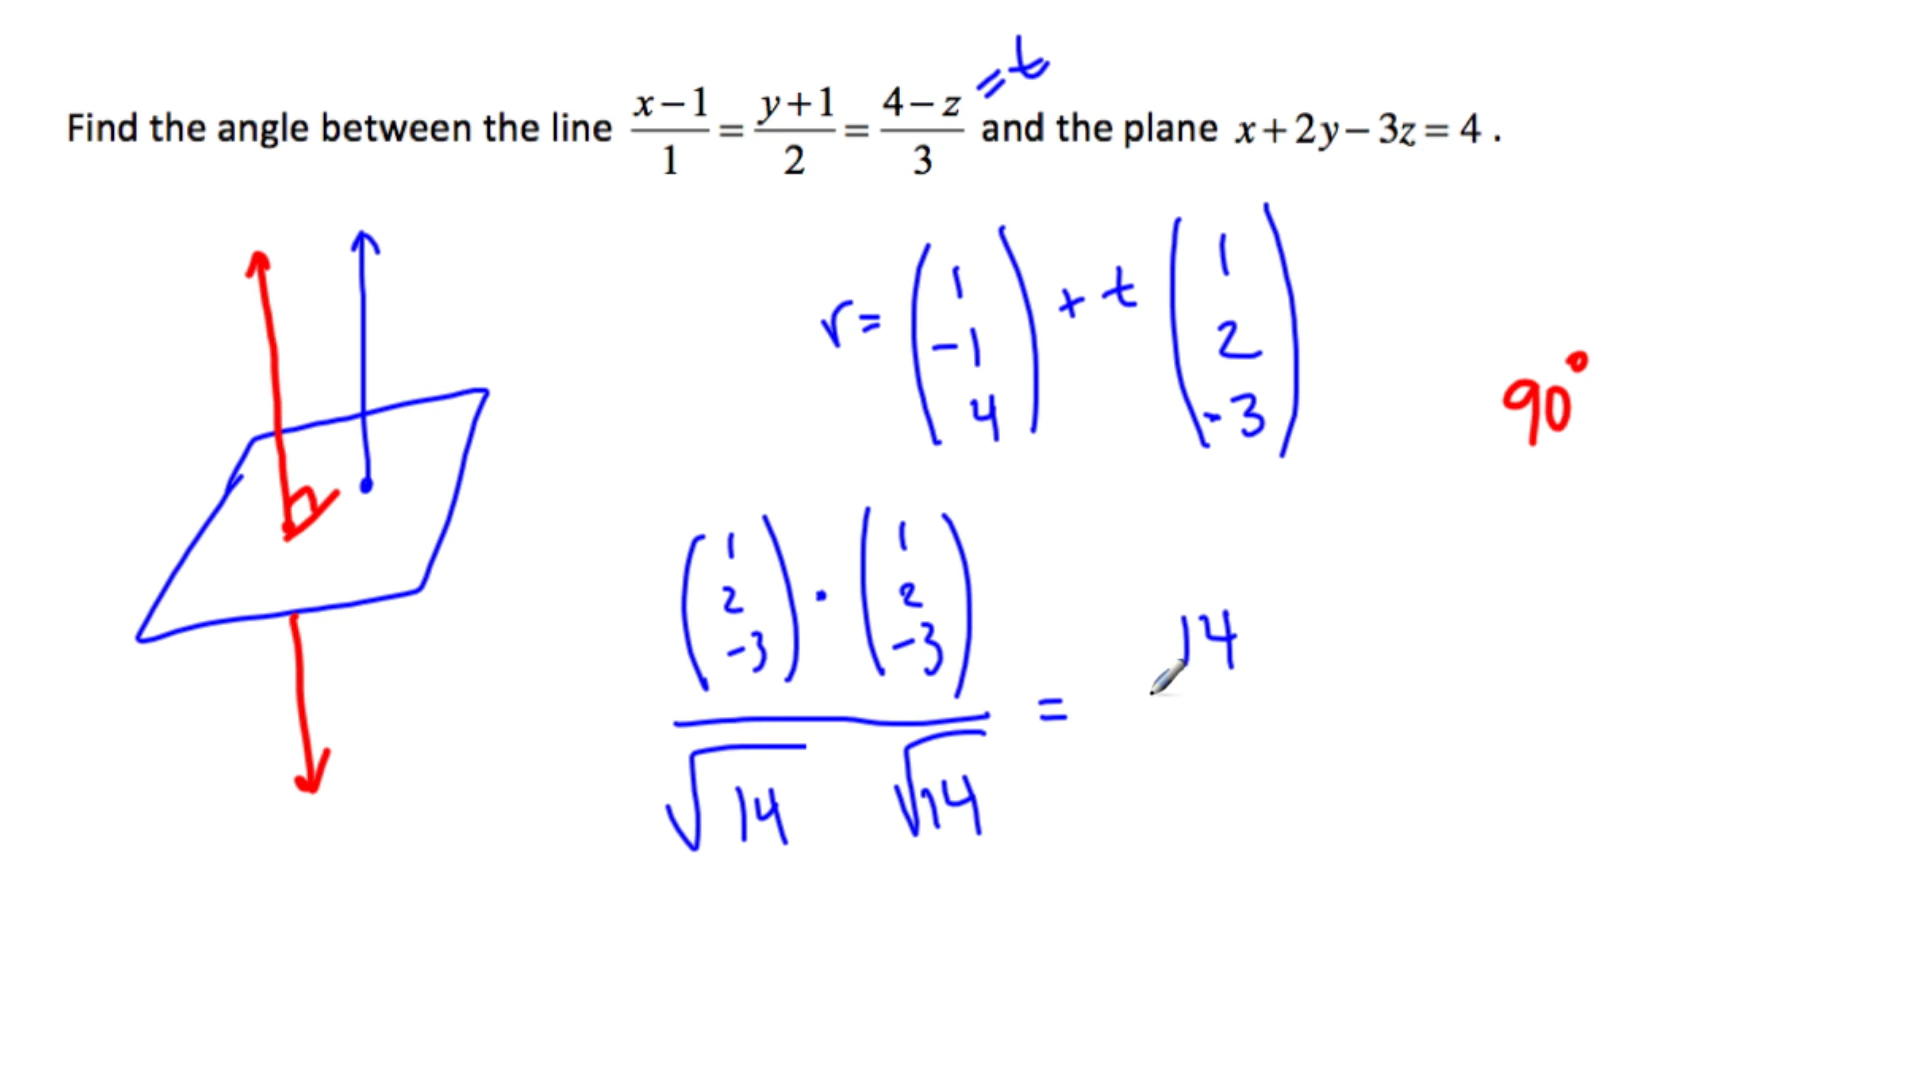 = t
Find the angle between the line x−1/1 = y+1/2 = 4−z/3 and the plane x+2y−3z=4.
r = (1 −1 4) + t (1 2 −3)
90°
(1 2 −3) · (1 2 −3) / √14 √14 = 14